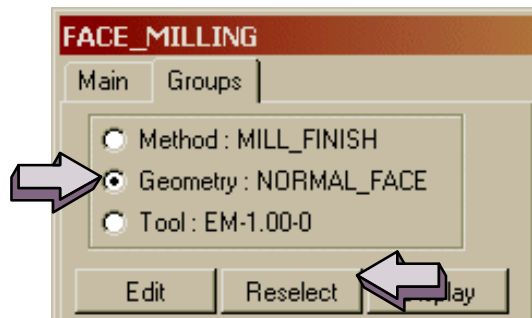 FACE_MILLING
Main Groups
Method : MILL_FINISH
Geometry : NORMAL_FACE
Tool : EM-1.00-0
Edit Reselect